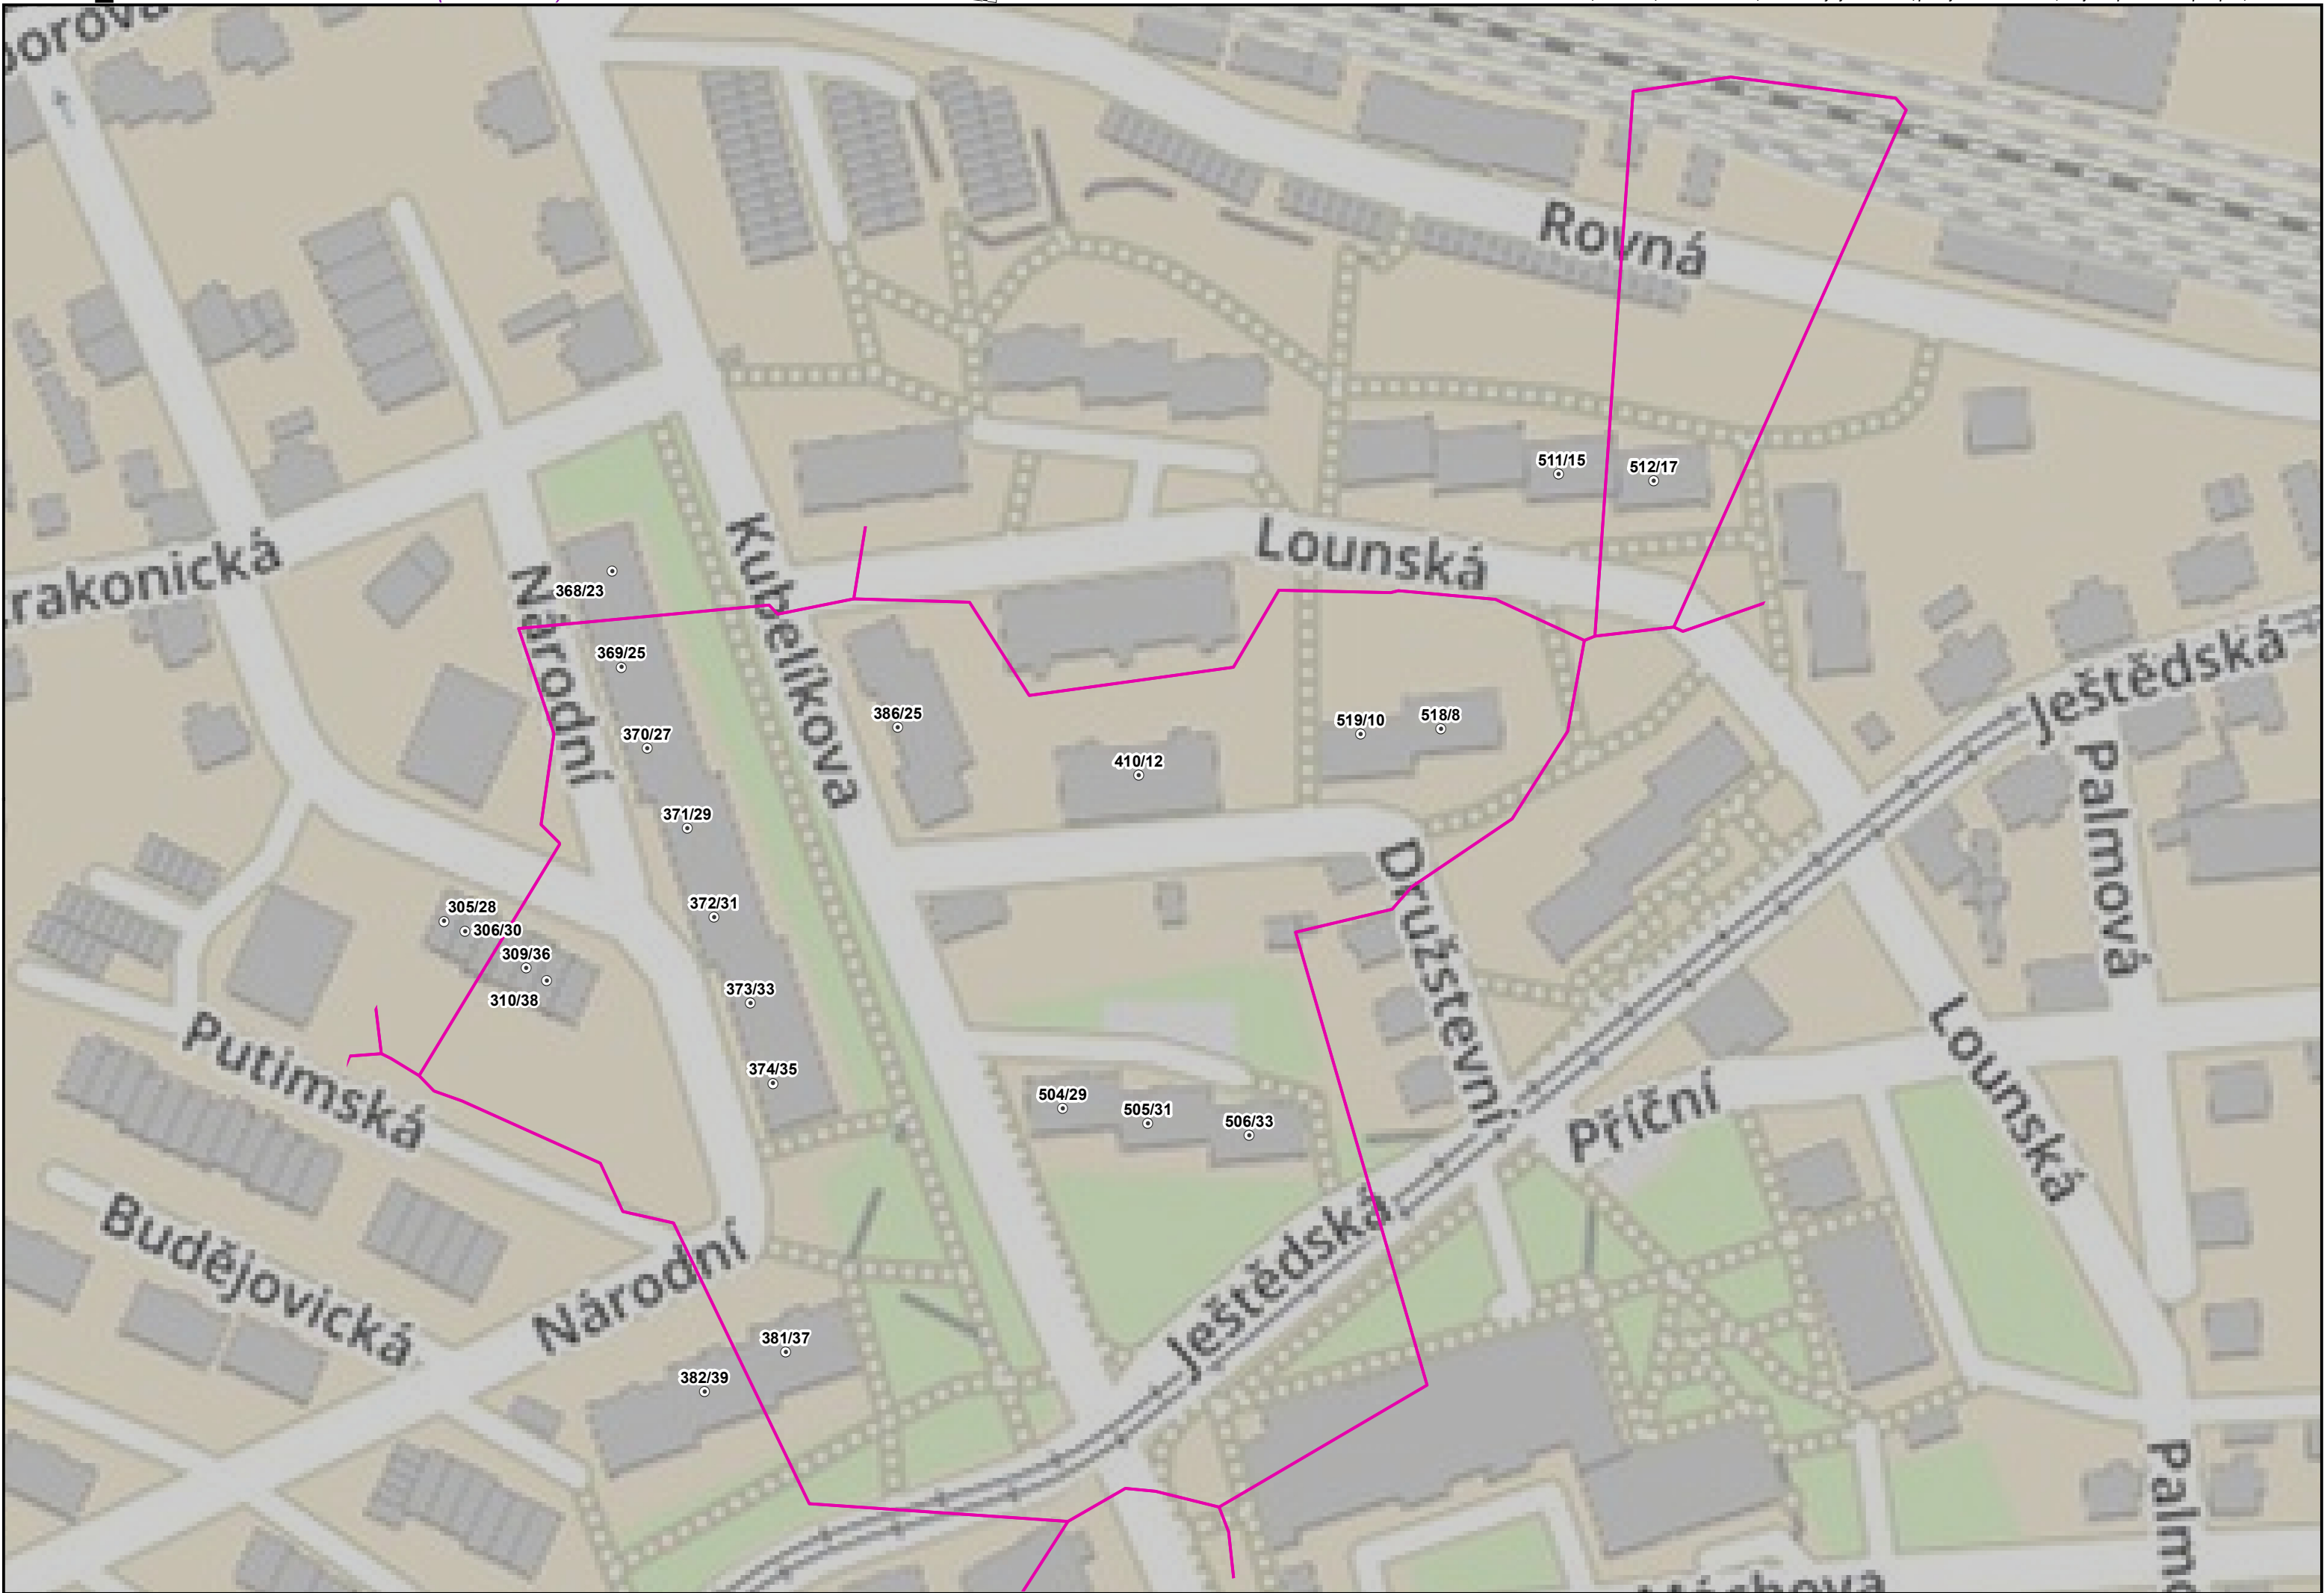 Rovná
511/15
512/17
Lounská
rakonická
Národní
Kubelíkova
368/23
369/25
370/27
371/29
372/31
373/33
374/35
386/25
410/12
519/10
518/8
Ještědská
Palmová
Družstevní
305/28
306/30
309/36
310/38
Putimská
504/29
505/31
506/33
Příční
Lounská
Budějovická
Národní
Ještědská
381/37
382/39
Palm